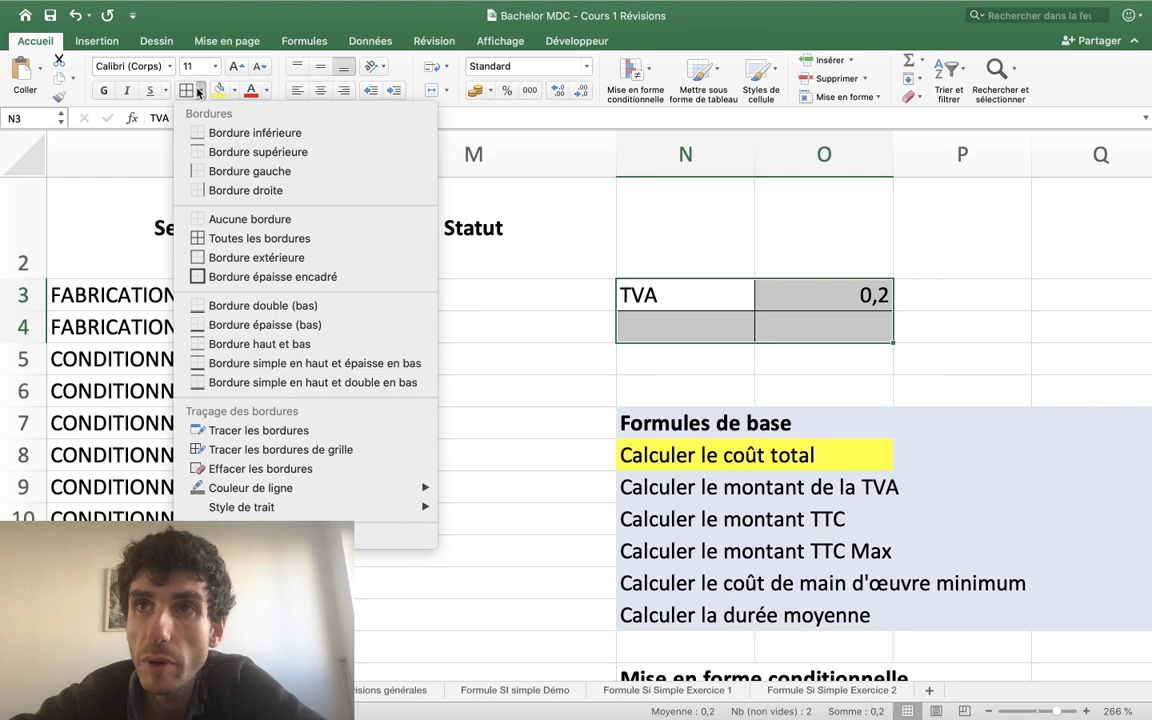 Bachelor MDC - Cours 1 Révisions
Rechercher dans la feu
Accueil Insertion Dessin Mise en page Formules Données Révision Affichage Développeur Partager
Coller
Calibri (Corps) 11
G I S
Standard
% 000
Mise en forme conditionnelle
Mettre sous forme de tableau
Styles de cellule
Insérer
Supprimer
Mise en forme
Trier et filtrer
Rechercher et sélectionner
N3 fx TVA
Bordures
Bordure inférieure
Bordure supérieure
Bordure gauche
Bordure droite
Aucune bordure
Toutes les bordures
Bordure extérieure
Bordure épaisse encadré
Bordure double (bas)
Bordure épaisse (bas)
Bordure haut et bas
Bordure simple en haut et épaisse en bas
Bordure simple en haut et double en bas
Traçage des bordures
Tracer les bordures
Tracer les bordures de grille
Effacer les bordures
Couleur de ligne
Style de trait
M N O P Q
2 Se Statut
3 FABRICATION TVA 0,2
4 FABRICATION
5 CONDITIONN
6 CONDITIONN
7 CONDITIONN Formules de base
8 CONDITIONN Calculer le coût total
9 CONDITIONN Calculer le montant de la TVA
10 CONDITIONN Calculer le montant TTC
Calculer le montant TTC Max
Calculer le coût de main d'œuvre minimum
Calculer la durée moyenne
Mise en forme conditionnelle
visions générales Formule SI simple Démo Formule Si Simple Exercice 1 Formule Si Simple Exercice 2
Moyenne : 0,2 Nb (non vides) : 2 Somme : 0,2 266 %